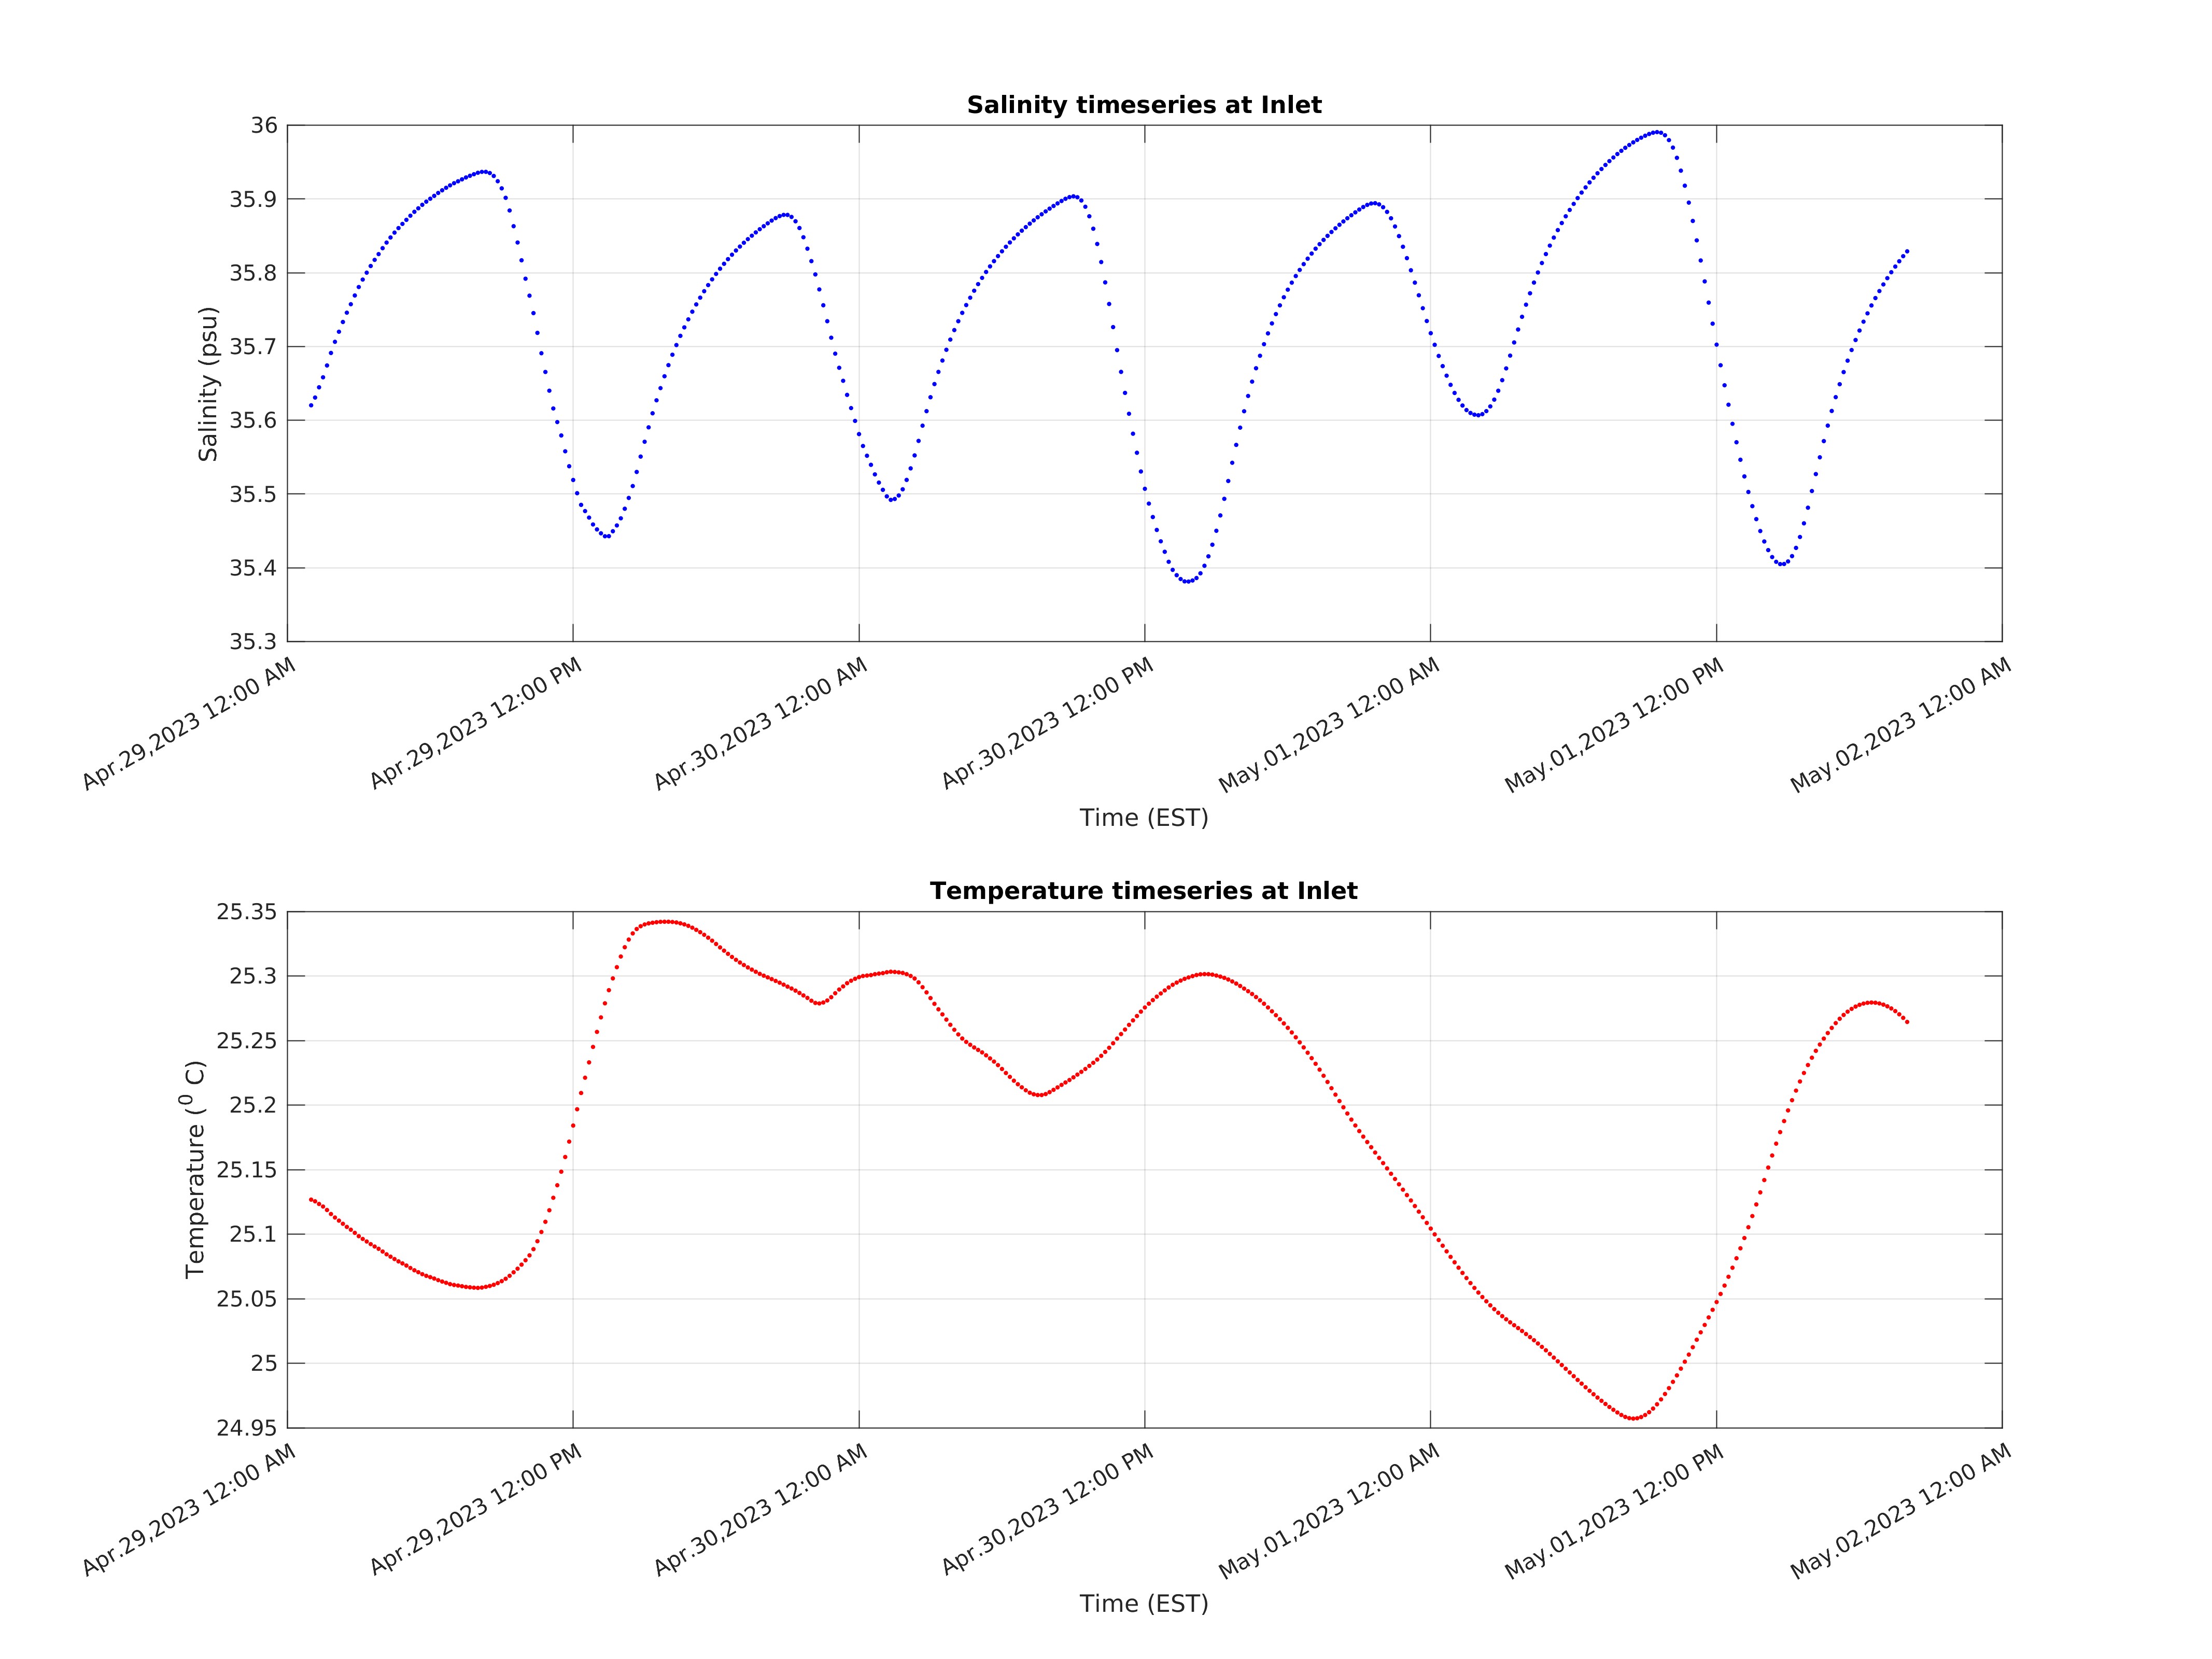 Salinity timeseries at Inlet
36
35.9
35.8
35.7
35.6
35.5
35.4
35.3
Salinity (psu)
Apr.29,2023 12:00 AM
Apr.29,2023 12:00 PM
Apr.30,2023 12:00 AM
Apr.30,2023 12:00 PM
May.01,2023 12:00 AM
May.01,2023 12:00 PM
May.02,2023 12:00 AM
Time (EST)
Temperature timeseries at Inlet
25.35
25.3
25.25
25.2
25.15
25.1
25.05
25
24.95
Temperature (⁰ C)
Apr.29,2023 12:00 AM
Apr.29,2023 12:00 PM
Apr.30,2023 12:00 AM
Apr.30,2023 12:00 PM
May.01,2023 12:00 AM
May.01,2023 12:00 PM
May.02,2023 12:00 AM
Time (EST)